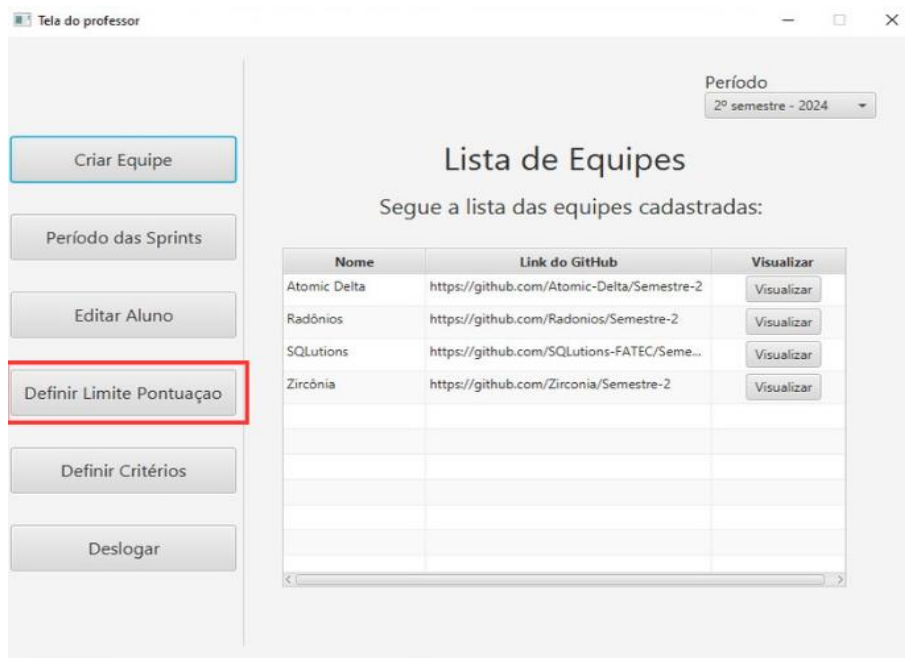 Tela do professor
Período
2º semestre - 2024
Criar Equipe
Período das Sprints
Editar Aluno
Definir Limite Pontuaçao
Definir Critérios
Deslogar
Lista de Equipes
Segue a lista das equipes cadastradas:
Nome Link do GitHub Visualizar
Atomic Delta https://github.com/Atomic-Delta/Semestre-2 Visualizar
Radônios https://github.com/Radonios/Semestre-2 Visualizar
SQLutions https://github.com/SQLutions-FATEC/Seme... Visualizar
Zircônia https://github.com/Zirconia/Semestre-2 Visualizar